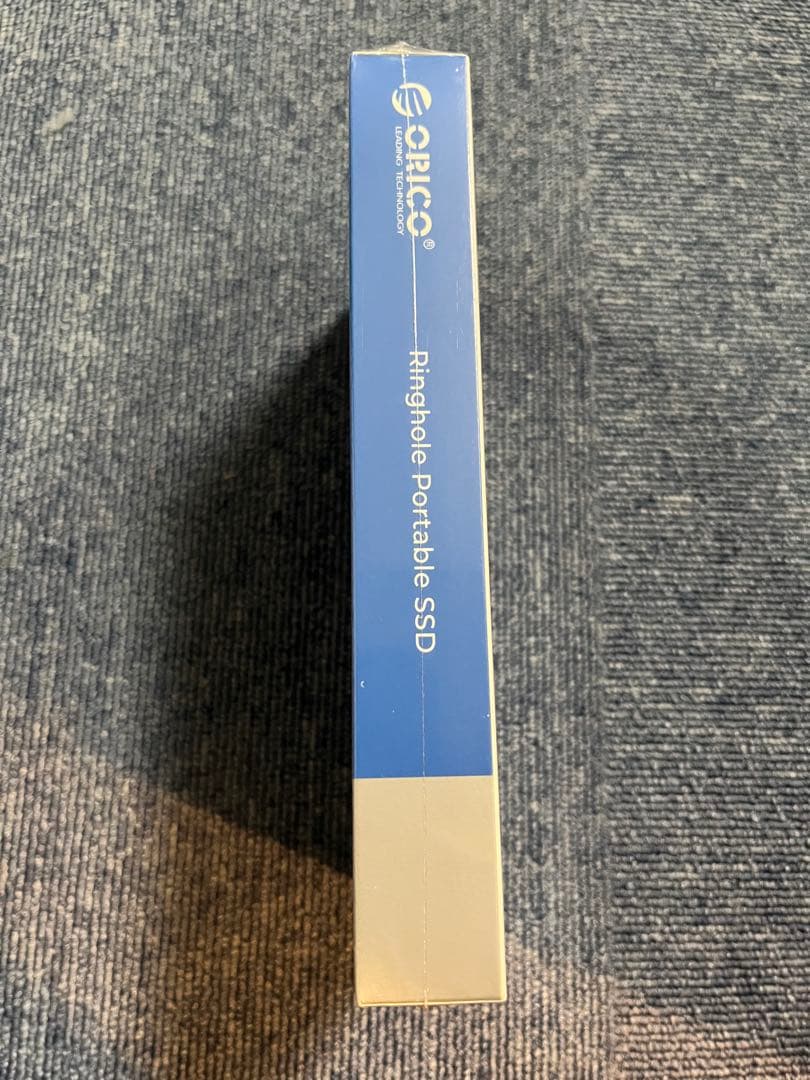 ORICO®
LEADING TECHNOLOGY
Ringhole Portable SSD